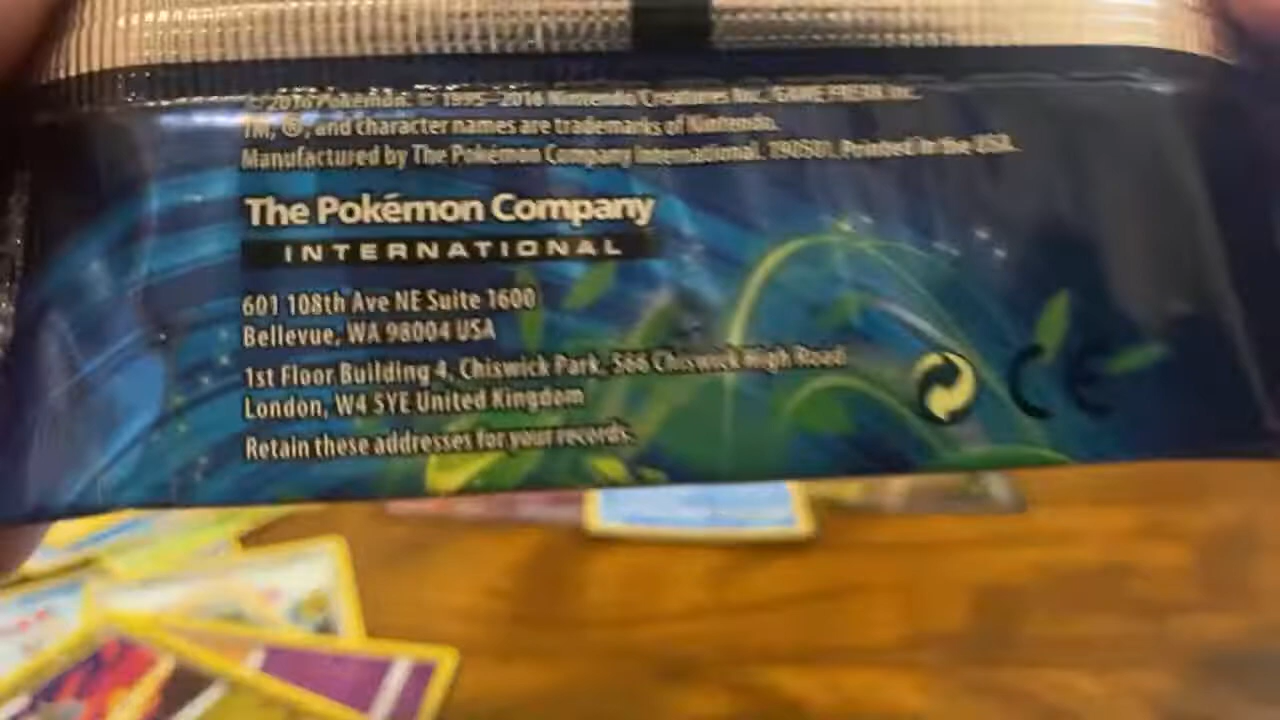 © 2016 Pokémon. © 1995–2016 Nintendo/Creatures Inc./GAME FREAK inc.
TM, ®, and character names are trademarks of Nintendo.
Manufactured by The Pokémon Company International. 190501. Printed in the USA.
The Pokémon Company
INTERNATIONAL
601 108th Ave NE Suite 1600
Bellevue, WA 98004 USA
1st Floor Building 4, Chiswick Park, 566 Chiswick High Road
London, W4 5YE United Kingdom
Retain these addresses for your records.
CE